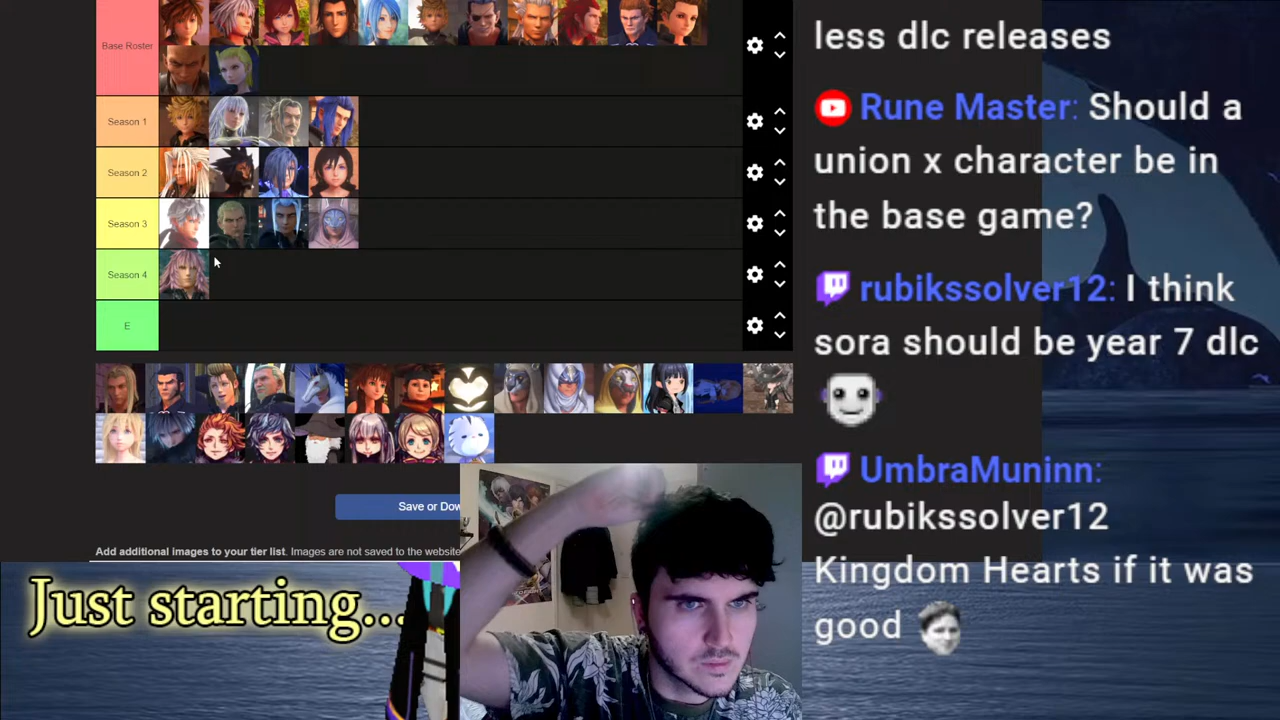 less dlc releases
Rune Master: Should a
union x character be in
the base game?
rubikssolver12: I think
sora should be year 7 dlc
UmbraMuninn:
@rubikssolver12
Kingdom Hearts if it was
good
Base Roster
Season 1
Season 2
Season 3
Season 4
E
Save or Dow
Add additional images to your tier list. Images are not saved to the website
Just starting...